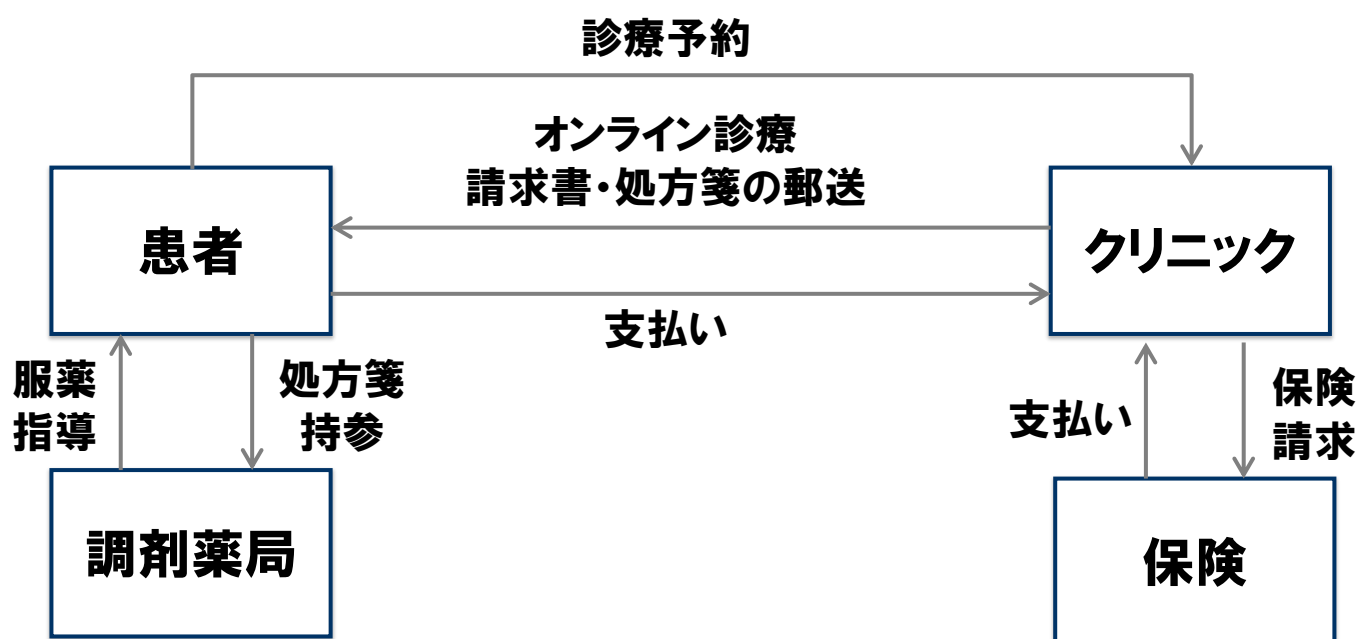 診療予約
オンライン診療
請求書・処方箋の郵送
患者
クリニック
支払い
服薬
指導
処方箋
持参
支払い
保険
請求
調剤薬局
保険